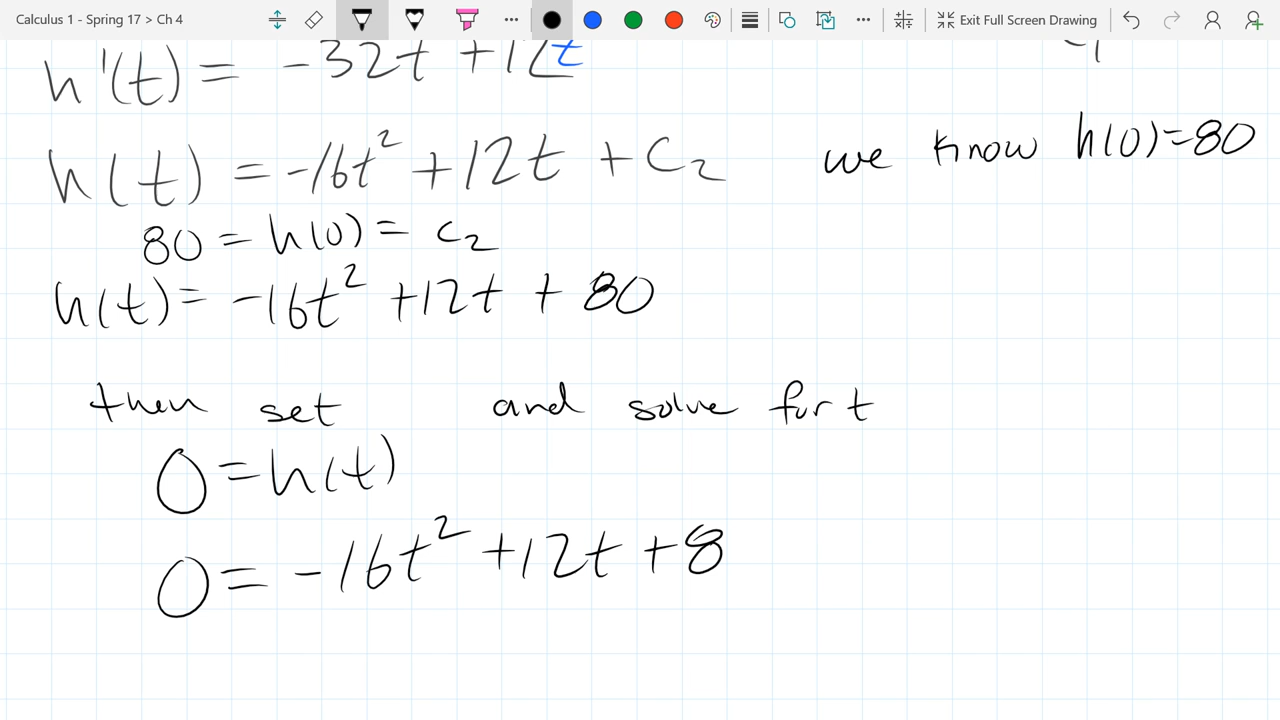 Calculus 1 - Spring 17 > Ch 4
Exit Full Screen Drawing
h'(t) = -32t + 12t
h(t) = -16t² + 12t + C₂
we know h(0)=80
80 = h(0) = C₂
h(t) = -16t² + 12t + 80
then set and solve for t
0 = h(t)
0 = -16t² + 12t + 8